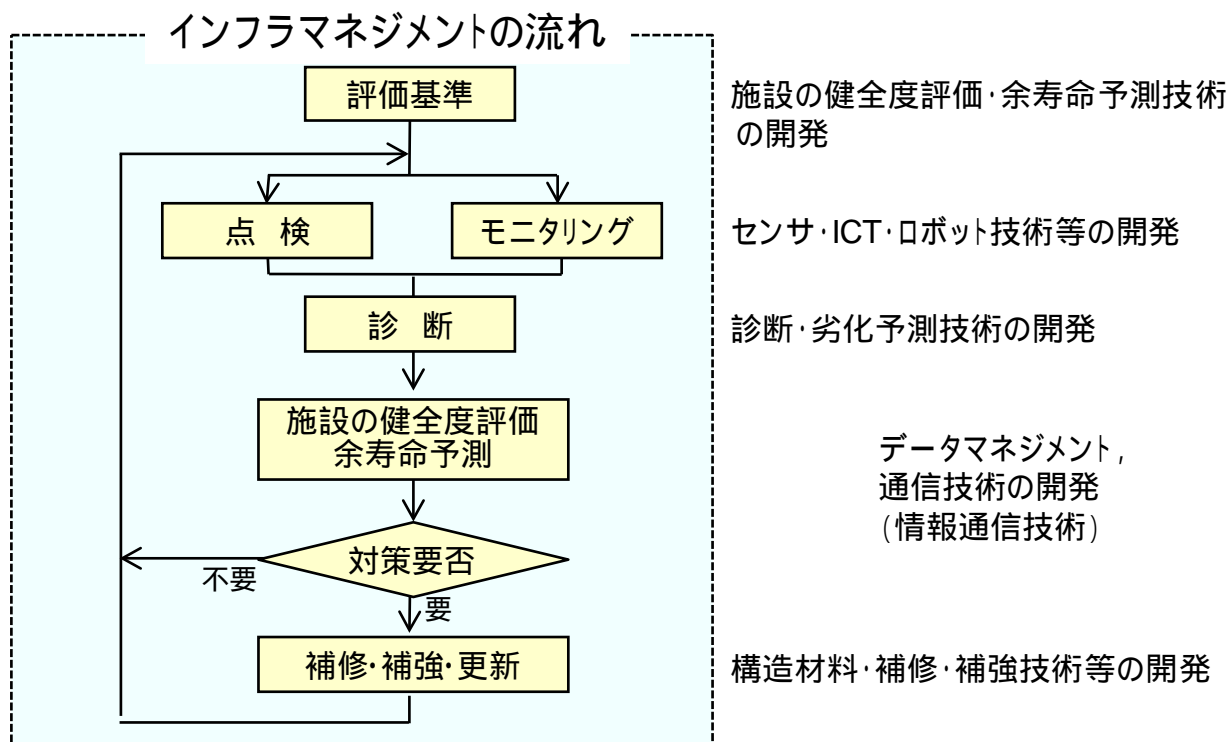 インフラマネジメントの流れ
評価基準
施設の健全度評価・余寿命予測技術
の開発
点 検
モニタリング
センサ・ICT・ロボット技術等の開発
診 断
診断・劣化予測技術の開発
施設の健全度評価
余寿命予測
データマネジメント,
通信技術の開発
(情報通信技術)
対策要否
不要
要
補修・補強・更新
構造材料・補修・補強技術等の開発